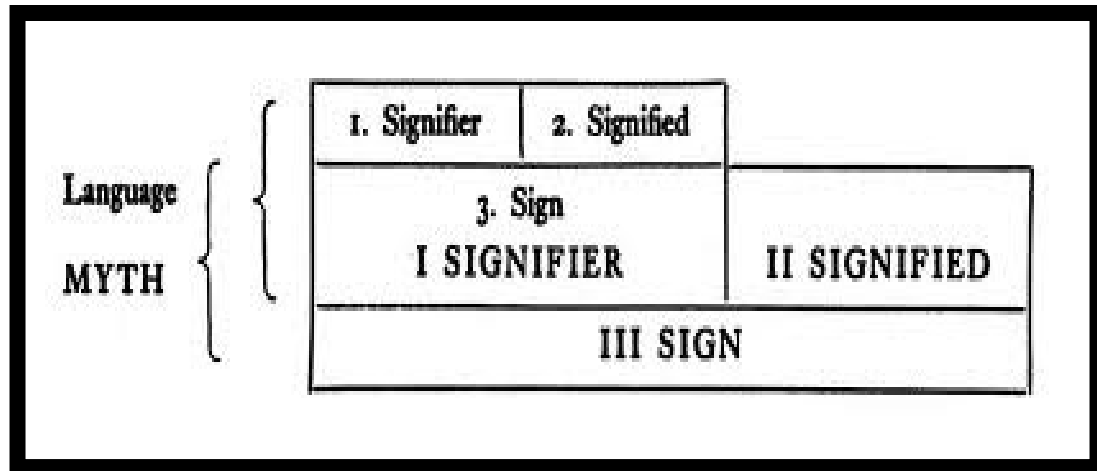 1. Signifier
2. Signified
Language
3. Sign
MYTH
I SIGNIFIER
II SIGNIFIED
III SIGN